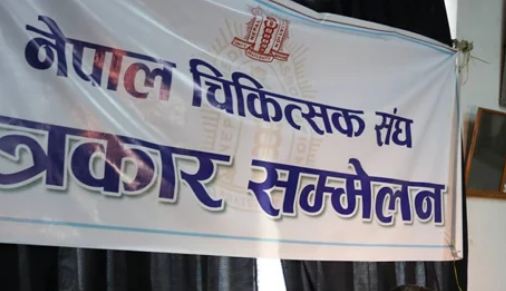 नेपाल चिकित्सक संघ
त्रकार सम्मेलन